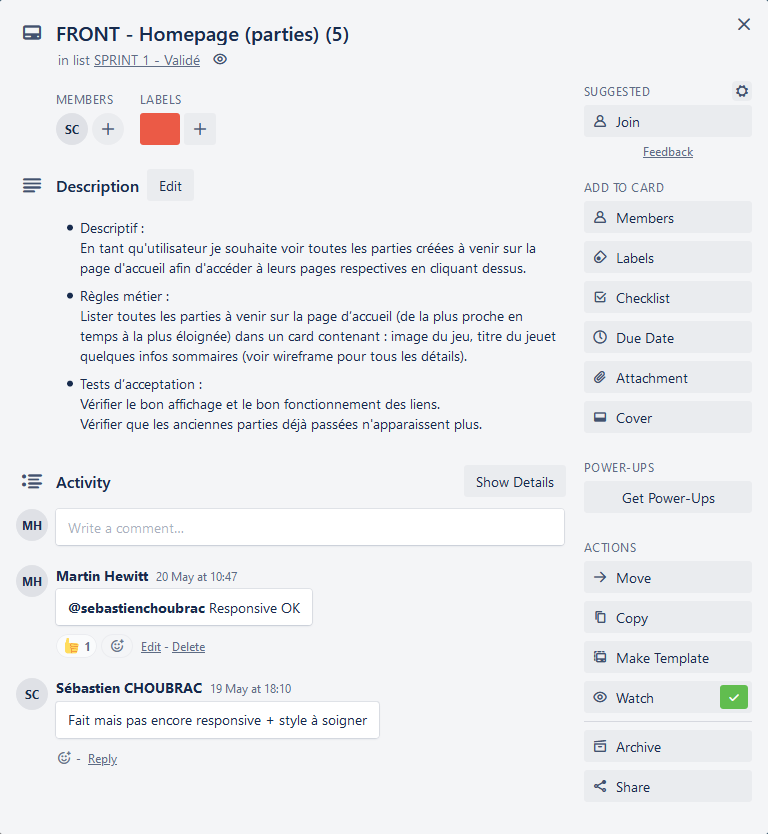 FRONT - Homepage (parties) (5)
in list SPRINT 1 - Validé
MEMBERS
LABELS
SC
Description
Edit
Descriptif :
En tant qu'utilisateur je souhaite voir toutes les parties créées à venir sur la
page d'accueil afin d'accéder à leurs pages respectives en cliquant dessus.
Règles métier :
Lister toutes les parties à venir sur la page d'accueil (de la plus proche en
temps à la plus éloignée) dans un card contenant : image du jeu, titre du jeuet
quelques infos sommaires (voir wireframe pour tous les détails).
Tests d'acceptation :
Vérifier le bon affichage et le bon fonctionnement des liens.
Vérifier que les anciennes parties déjà passées n'apparaissent plus.
Activity
Show Details
MH
Write a comment...
MH
Martin Hewitt 20 May at 10:47
@sebastienchoubrac Responsive OK
1
Edit - Delete
SC
Sébastien CHOUBRAC 19 May at 18:10
Fait mais pas encore responsive + style à soigner
- Reply
SUGGESTED
Join
Feedback
ADD TO CARD
Members
Labels
Checklist
Due Date
Attachment
Cover
POWER-UPS
Get Power-Ups
ACTIONS
Move
Copy
Make Template
Watch
Archive
Share